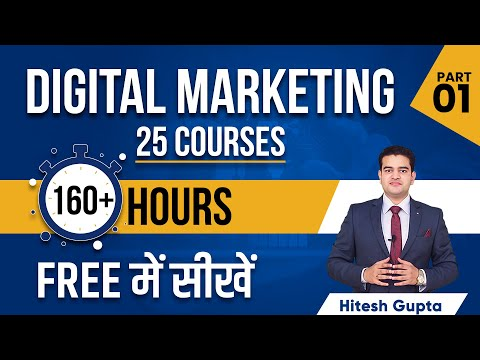 DIGITAL MARKETING
PART
01
25 COURSES
160+ HOURS
FREE में सीखें
Hitesh Gupta